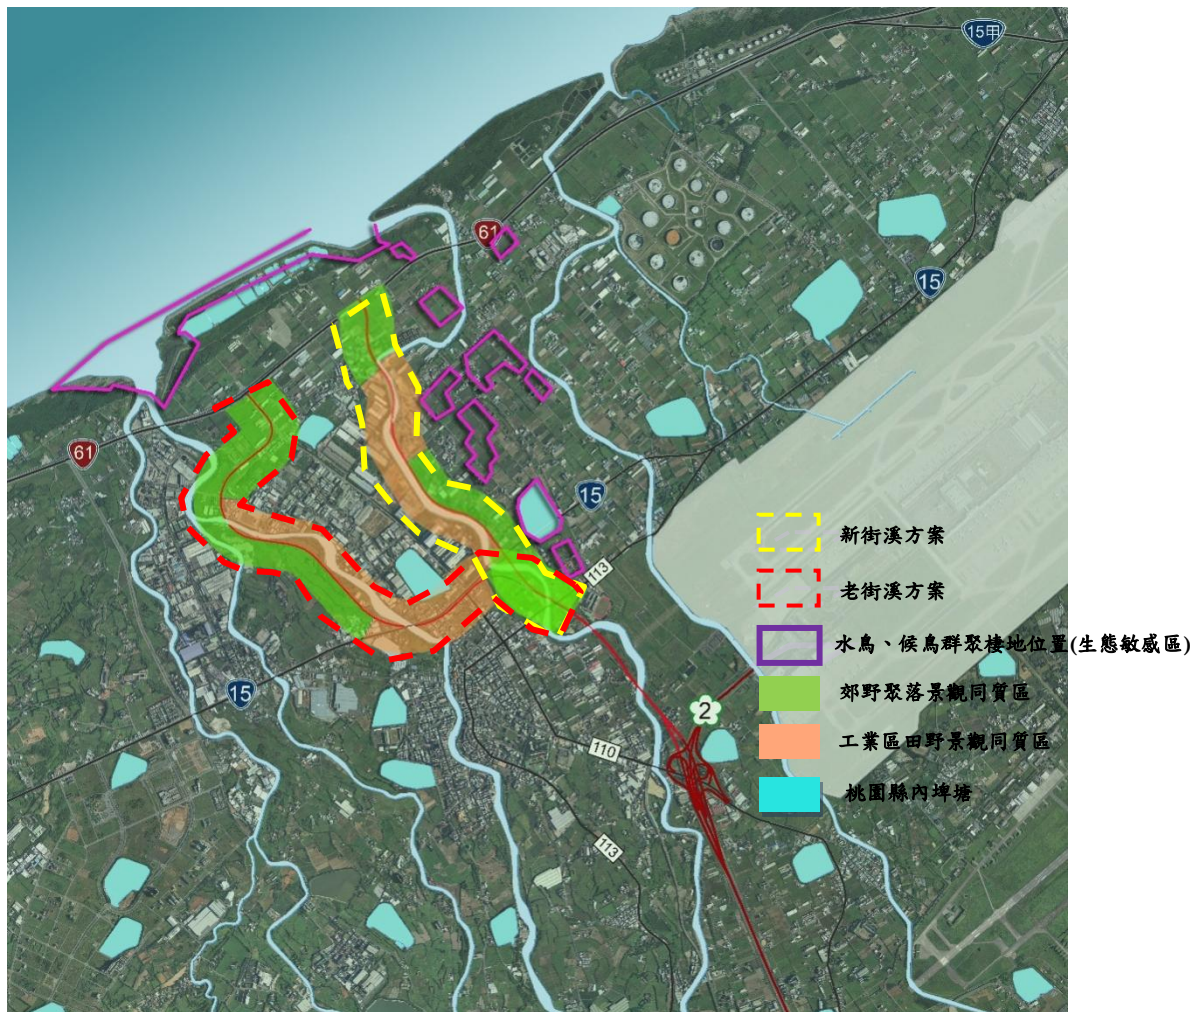 15甲
61
15
61
15
113
新街溪方案
老街溪方案
水鳥、候鳥群聚棲地位置(生態敏感區)
郊野聚落景觀同質區
15
2
工業區田野景觀同質區
110
桃園縣內埤塘
113